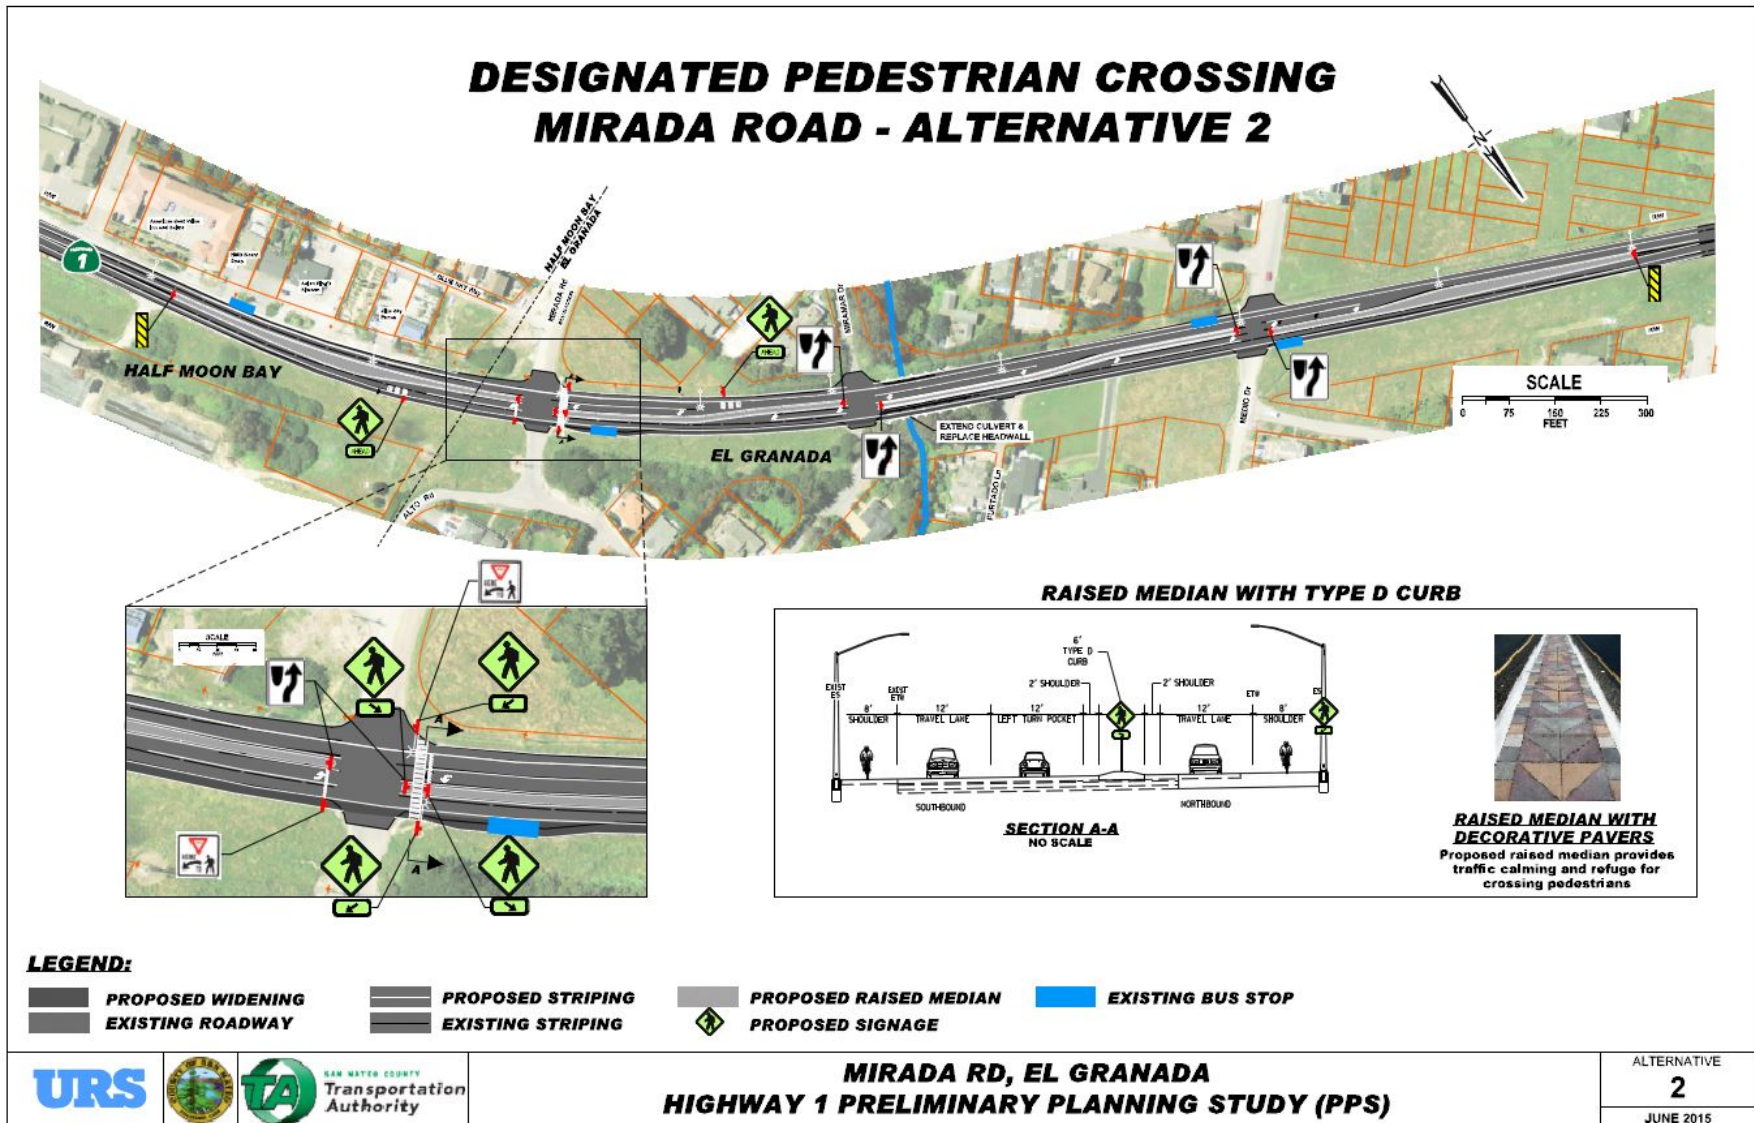 DESIGNATED PEDESTRIAN CROSSING
MIRADA ROAD - ALTERNATIVE 2
N
HALF MOON BAY
EL GRANADA
MIRADA RD
MIRAMAR Dr
1
AHEAD
HALF MOON BAY
AHEAD
ALTO Rd
EL GRANADA
EXTEND CULVERT &
REPLACE HEADWALL
FURTADO Ln
MEDIO Dr
SCALE
0 75 150 225 300
FEET
A
A
SCALE
A
A
RAISED MEDIAN WITH TYPE D CURB
6'
TYPE D
CURB
EXIST
ES
EXIST
ETW
2' SHOULDER
2' SHOULDER
ETW
ES
8'
SHOULDER
12'
TRAVEL LANE
12'
LEFT TURN POCKET
12'
TRAVEL LANE
8'
SHOULDER
SOUTHBOUND
NORTHBOUND
SECTION A-A
NO SCALE
RAISED MEDIAN WITH
DECORATIVE PAVERS
Proposed raised median provides
traffic calming and refuge for
crossing pedestrians
LEGEND:
PROPOSED WIDENING
EXISTING ROADWAY
PROPOSED STRIPING
EXISTING STRIPING
PROPOSED RAISED MEDIAN
PROPOSED SIGNAGE
EXISTING BUS STOP
URS
COUNTY OF SAN MATEO
TA
SAN MATEO COUNTY
Transportation
Authority
MIRADA RD, EL GRANADA
HIGHWAY 1 PRELIMINARY PLANNING STUDY (PPS)
ALTERNATIVE
2
JUNE 2015